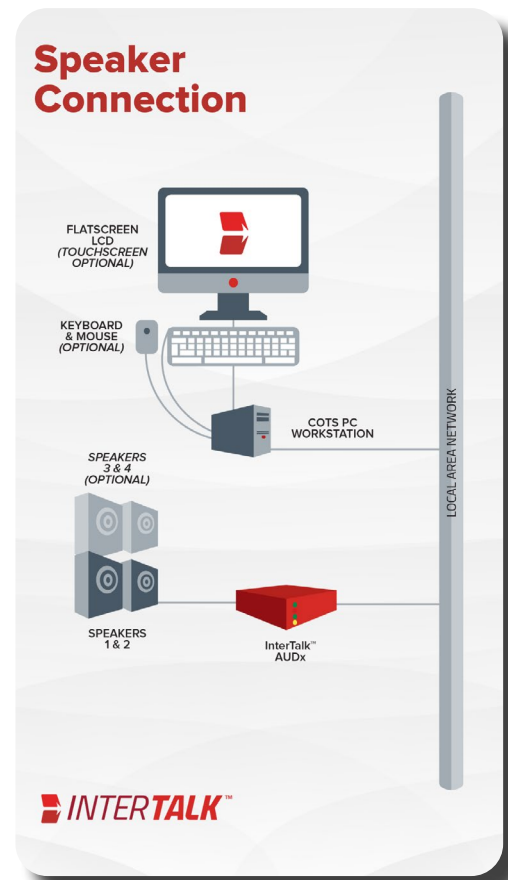 Speaker
Connection
FLATSCREEN
LCD
(TOUCHSCREEN
OPTIONAL)
KEYBOARD
& MOUSE
(OPTIONAL)
COTS PC
WORKSTATION
LOCAL AREA NETWORK
SPEAKERS
3 & 4
(OPTIONAL)
SPEAKERS
1 & 2
InterTalk™
AUDx
INTERTALK™